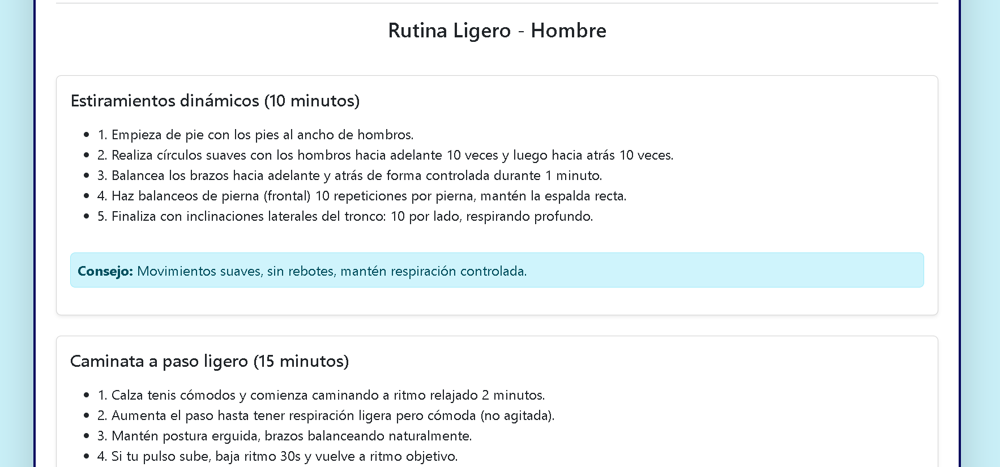 Rutina Ligero - Hombre
Estiramientos dinámicos (10 minutos)
• 1. Empieza de pie con los pies al ancho de hombros.
• 2. Realiza círculos suaves con los hombros hacia adelante 10 veces y luego hacia atrás 10 veces.
• 3. Balancea los brazos hacia adelante y atrás de forma controlada durante 1 minuto.
• 4. Haz balanceos de pierna (frontal) 10 repeticiones por pierna, mantén la espalda recta.
• 5. Finaliza con inclinaciones laterales del tronco: 10 por lado, respirando profundo.
Consejo: Movimientos suaves, sin rebotes, mantén respiración controlada.
Caminata a paso ligero (15 minutos)
• 1. Calza tenis cómodos y comienza caminando a ritmo relajado 2 minutos.
• 2. Aumenta el paso hasta tener respiración ligera pero cómoda (no agitada).
• 3. Mantén postura erguida, brazos balanceando naturalmente.
• 4. Si tu pulso sube, baja ritmo 30s y vuelve a ritmo objetivo.